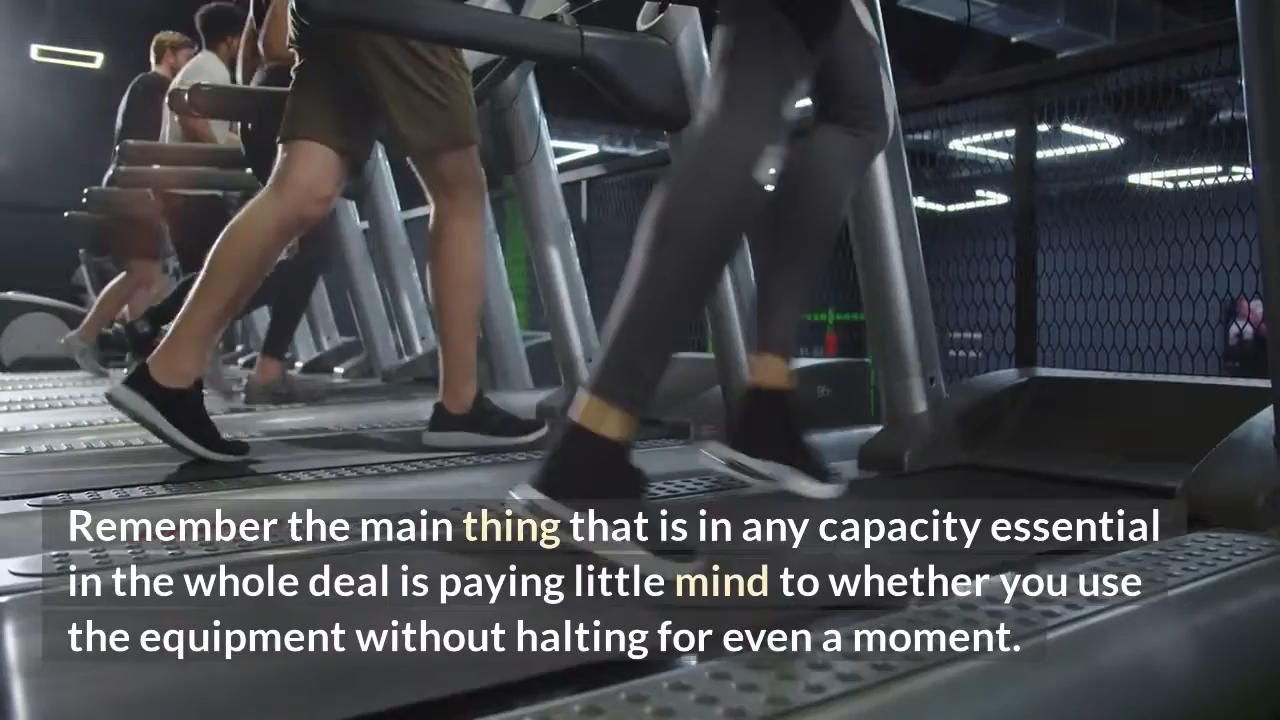 Remember the main thing that is in any capacity essential
in the whole deal is paying little mind to whether you use
the equipment without halting for even a moment.